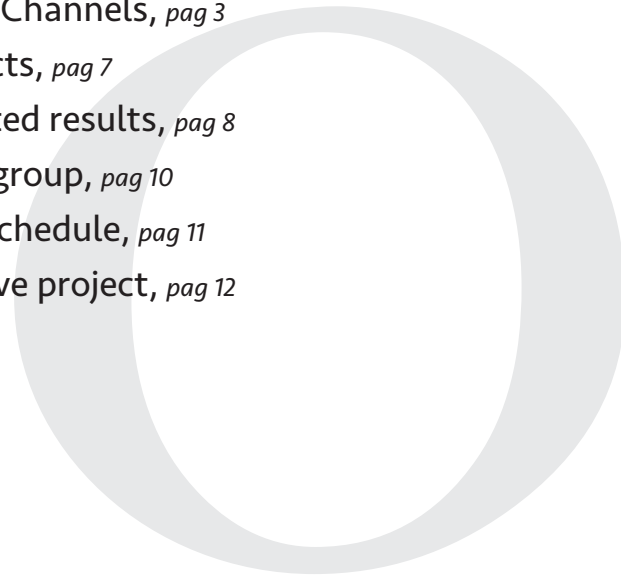 Channels, pag 3
cts, pag 7
ted results, pag 8
group, pag 10
chedule, pag 11
ve project, pag 12
O